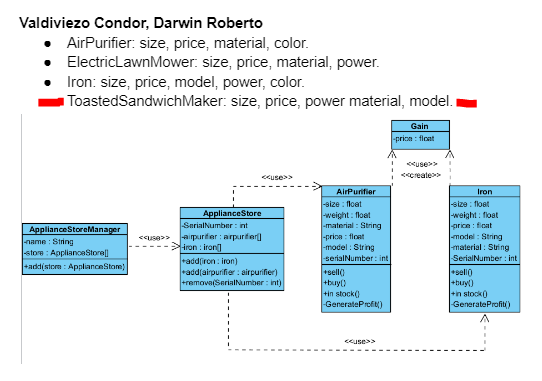 Valdiviezo Condor, Darwin Roberto
● AirPurifier: size, price, material, color.
● ElectricLawnMower: size, price, material, power.
● Iron: size, price, model, power, color.
ToastedSandwichMaker: size, price, power material, model.
Gain
-price : float
<<use>>
<<use>>
<<create>>
ApplianceStoreManager
-name : String
-store : ApplianceStore[]
+add(store : ApplianceStore)
<<use>>
ApplianceStore
-SerialNumber : int
-airpurifier : airpurifier[]
-iron : iron[]
+add(iron : iron)
+add(airpurifier : airpurifier)
+remove(SerialNumber : int)
AirPurifier
-size : float
-weight : float
-material : String
-price : float
-model : String
-serialNumber : int
+sell()
+buy()
+in stock()
-GenerateProfit()
Iron
-size : float
-weight : float
-price : float
-model : String
-material : String
-SerialNumber : int
+sell()
+buy()
+in stock()
-GenerateProfit()
<<use>>